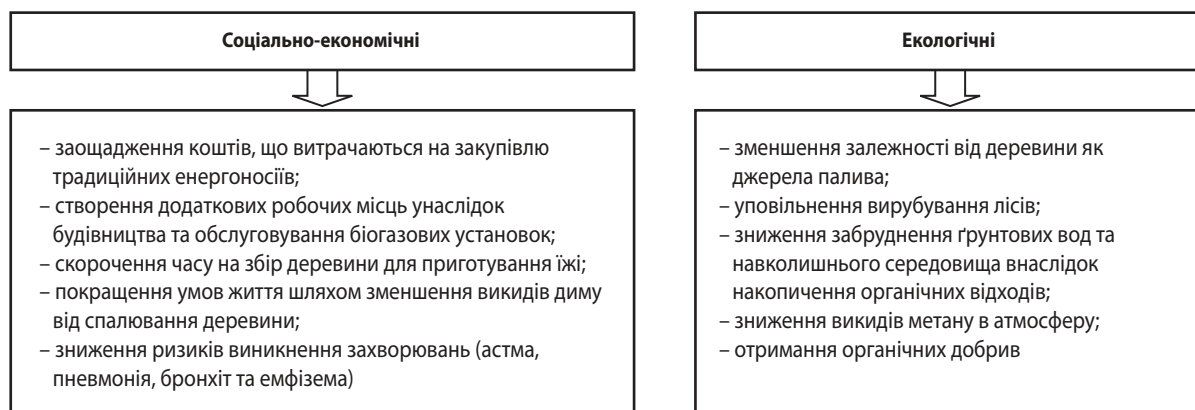 Соціально-економічні
– заощадження коштів, що витрачаються на закупівлю
традиційних енергоносіїв;
– створення додаткових робочих місць унаслідок
будівництва та обслуговування біогазових установок;
– скорочення часу на збір деревини для приготування їжі;
– покращення умов життя шляхом зменшення викидів диму
від спалювання деревини;
– зниження ризиків виникнення захворювань (астма,
пневмонія, бронхіт та емфізема)
Екологічні
– зменшення залежності від деревини як
джерела палива;
– уповільнення вирубування лісів;
– зниження забруднення ґрунтових вод та
навколишнього середовища внаслідок
накопичення органічних відходів;
– зниження викидів метану в атмосферу;
– отримання органічних добрив